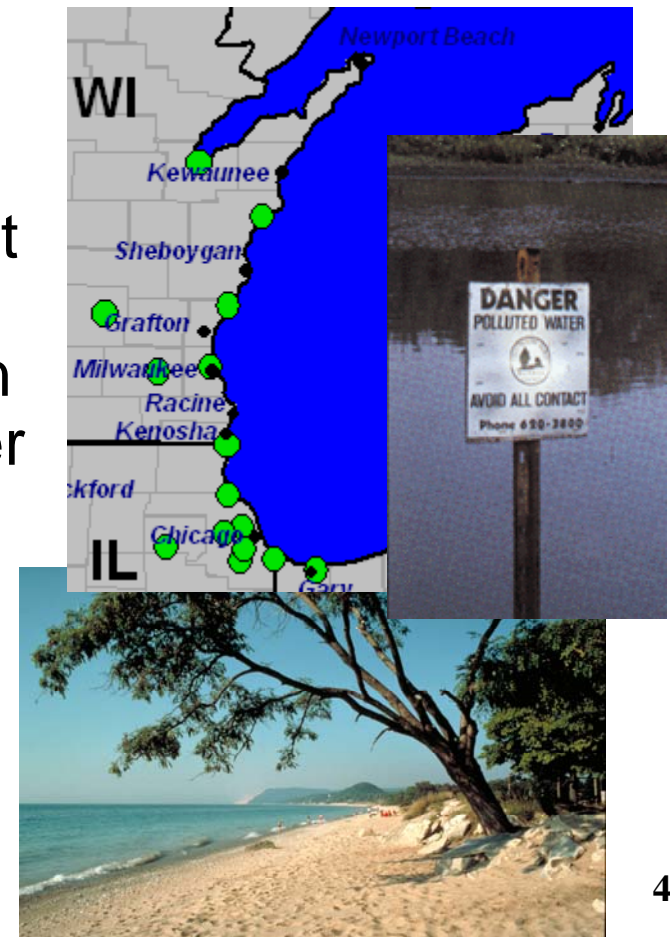 Newport Beach
WI
Kewaunee
t
Sheboygan
DANGER
POLLUTED WATER
Grafton
n
Milwaukee
AVOID ALL CONTACT
Racine
Phone 620-3800
Kenosha
er
ckford
Chicago
IL
Gary
4